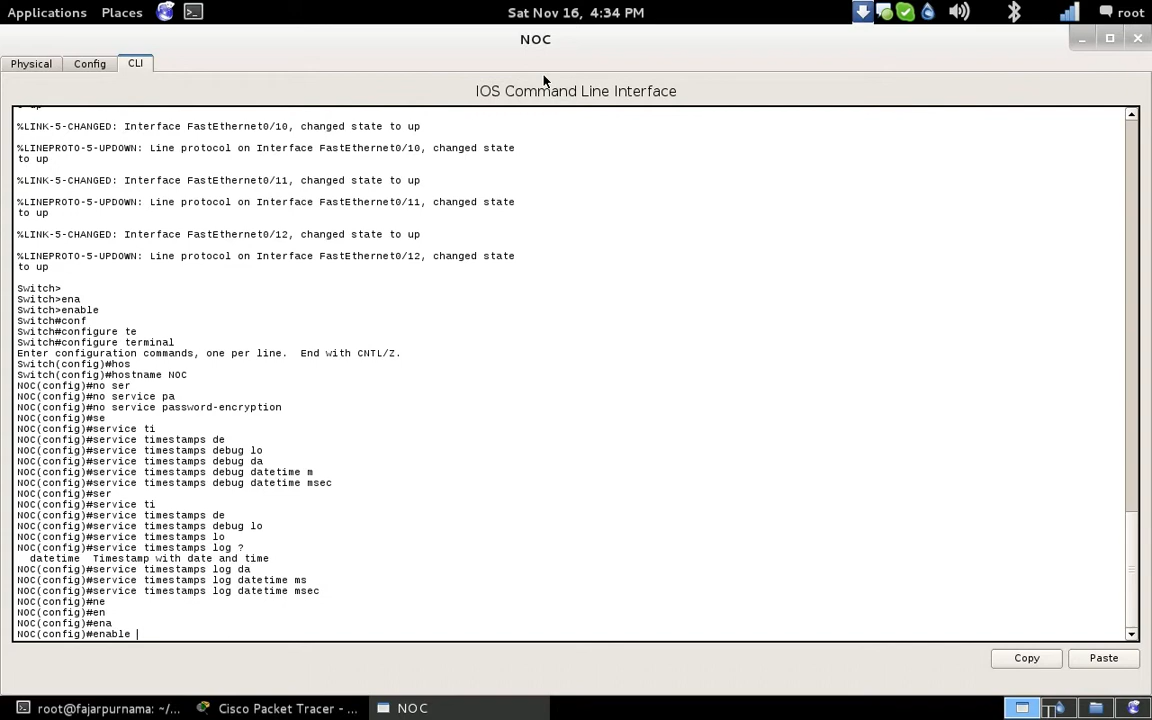 Applications Places Sat Nov 16, 4:34 PM root
NOC
Physical Config CLI
IOS Command Line Interface
%LINK-5-CHANGED: Interface FastEthernet0/10, changed state to up
%LINEPROTO-5-UPDOWN: Line protocol on Interface FastEthernet0/10, changed state
to up
%LINK-5-CHANGED: Interface FastEthernet0/11, changed state to up
%LINEPROTO-5-UPDOWN: Line protocol on Interface FastEthernet0/11, changed state
to up
%LINK-5-CHANGED: Interface FastEthernet0/12, changed state to up
%LINEPROTO-5-UPDOWN: Line protocol on Interface FastEthernet0/12, changed state
to up
Switch>
Switch>ena
Switch>enable
Switch#conf
Switch#configure te
Switch#configure terminal
Enter configuration commands, one per line.  End with CNTL/Z.
Switch(config)#hos
Switch(config)#hostname NOC
NOC(config)#no ser
NOC(config)#no service pa
NOC(config)#no service password-encryption
NOC(config)#se
NOC(config)#service ti
NOC(config)#service timestamps de
NOC(config)#service timestamps debug lo
NOC(config)#service timestamps debug da
NOC(config)#service timestamps debug datetime m
NOC(config)#service timestamps debug datetime msec
NOC(config)#ser
NOC(config)#service ti
NOC(config)#service timestamps de
NOC(config)#service timestamps debug lo
NOC(config)#service timestamps lo
NOC(config)#service timestamps log ?
datetime  Timestamp with date and time
NOC(config)#service timestamps log da
NOC(config)#service timestamps log datetime ms
NOC(config)#service timestamps log datetime msec
NOC(config)#ne
NOC(config)#en
NOC(config)#ena
NOC(config)#enable
Copy Paste
root@fajarpurnama: ~/... Cisco Packet Tracer - ... NOC